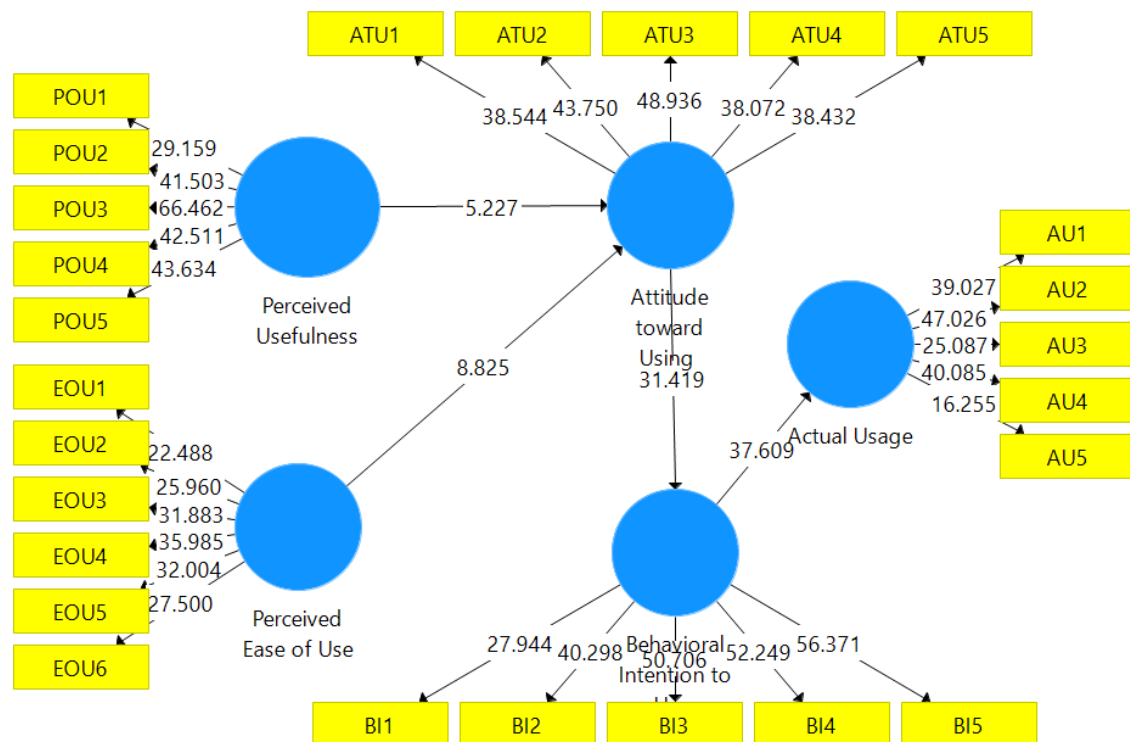 ATU1
ATU2
ATU3
ATU4
ATU5
38.544
43.750
48.936
38.072
38.432
POU1
POU2
POU3
POU4
POU5
29.159
41.503
66.462
42.511
43.634
Perceived
Usefulness
5.227
Attitude
toward
Using
8.825
31.419
EOU1
EOU2
EOU3
EOU4
EOU5
EOU6
22.488
25.960
31.883
35.985
32.004
27.500
Perceived
Ease of Use
AU1
AU2
AU3
AU4
AU5
39.027
47.026
25.087
40.085
16.255
Actual Usage
37.609
27.944
40.298
50.706
52.249
56.371
Behavioral
Intention to
BI1
BI2
BI3
BI4
BI5